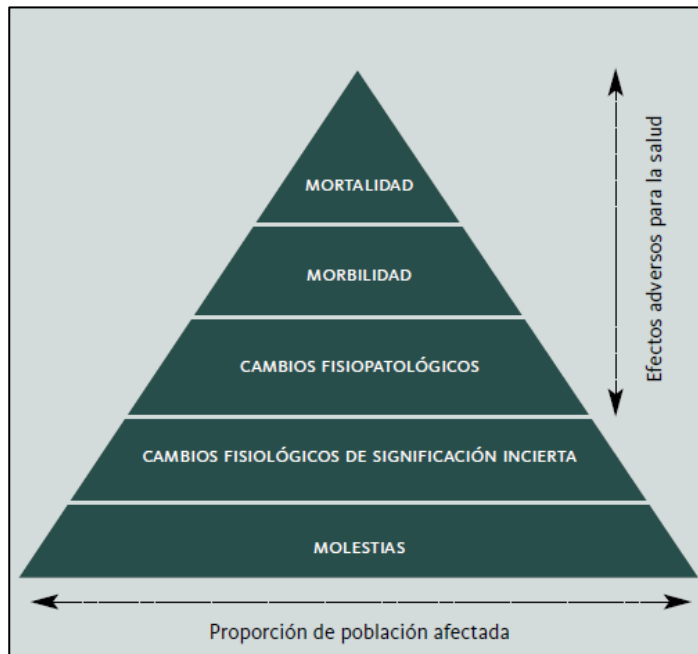 MORTALIDAD
MORBILIDAD
CAMBIOS FISIOPATOLÓGICOS
CAMBIOS FISIOLÓGICOS DE SIGNIFICACIÓN INCIERTA
MOLESTIAS
Efectos adversos para la salud
Proporción de población afectada